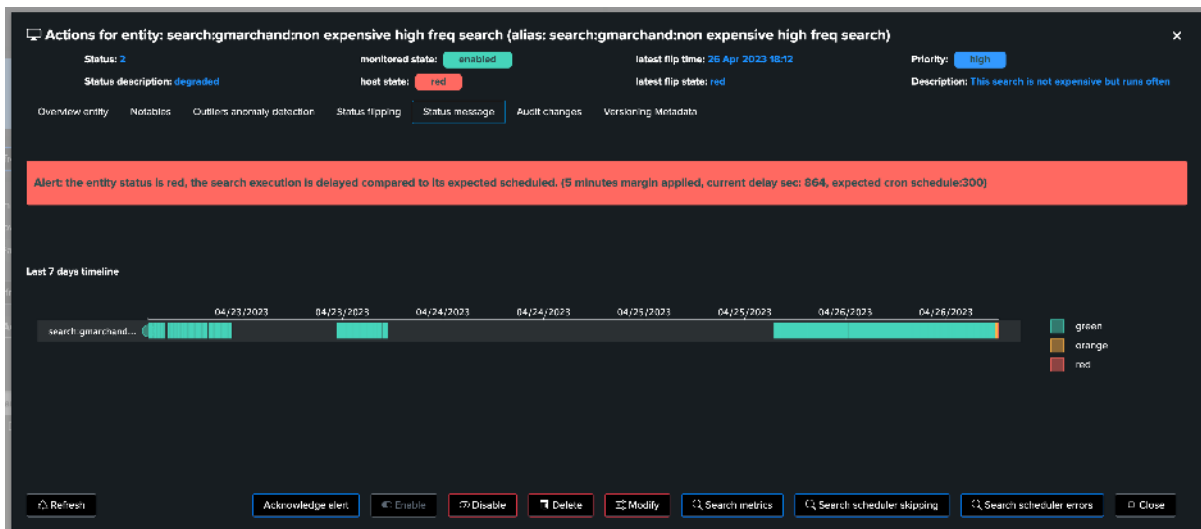 Actions for entity: search:gmarchand:non expensive high freq search (alias: search:gmarchand:non expensive high freq search)
Status: 2 monitored state: enabled latest flip time: 26 Apr 2023 18:12 Priority: high
Status description: degraded host state: red latest flip state: red Description: This search is not expensive but runs often
Overview entity Notables Outliers anomaly detection Status flipping Status message Audit changes Versioning Metadata
Alert: the entity status is red, the search execution is delayed compared to its expected scheduled. (5 minutes margin applied, current delay sec: 864, expected cron schedule:300)
Last 7 days timeline
04/23/2023 04/23/2023 04/24/2023 04/24/2023 04/25/2023 04/25/2023 04/26/2023 04/26/2023
search:gmarchand...
green
orange
red
Refresh Acknowledge alert Enable Disable Delete Modify Search metrics Search scheduler skipping Search scheduler errors Close